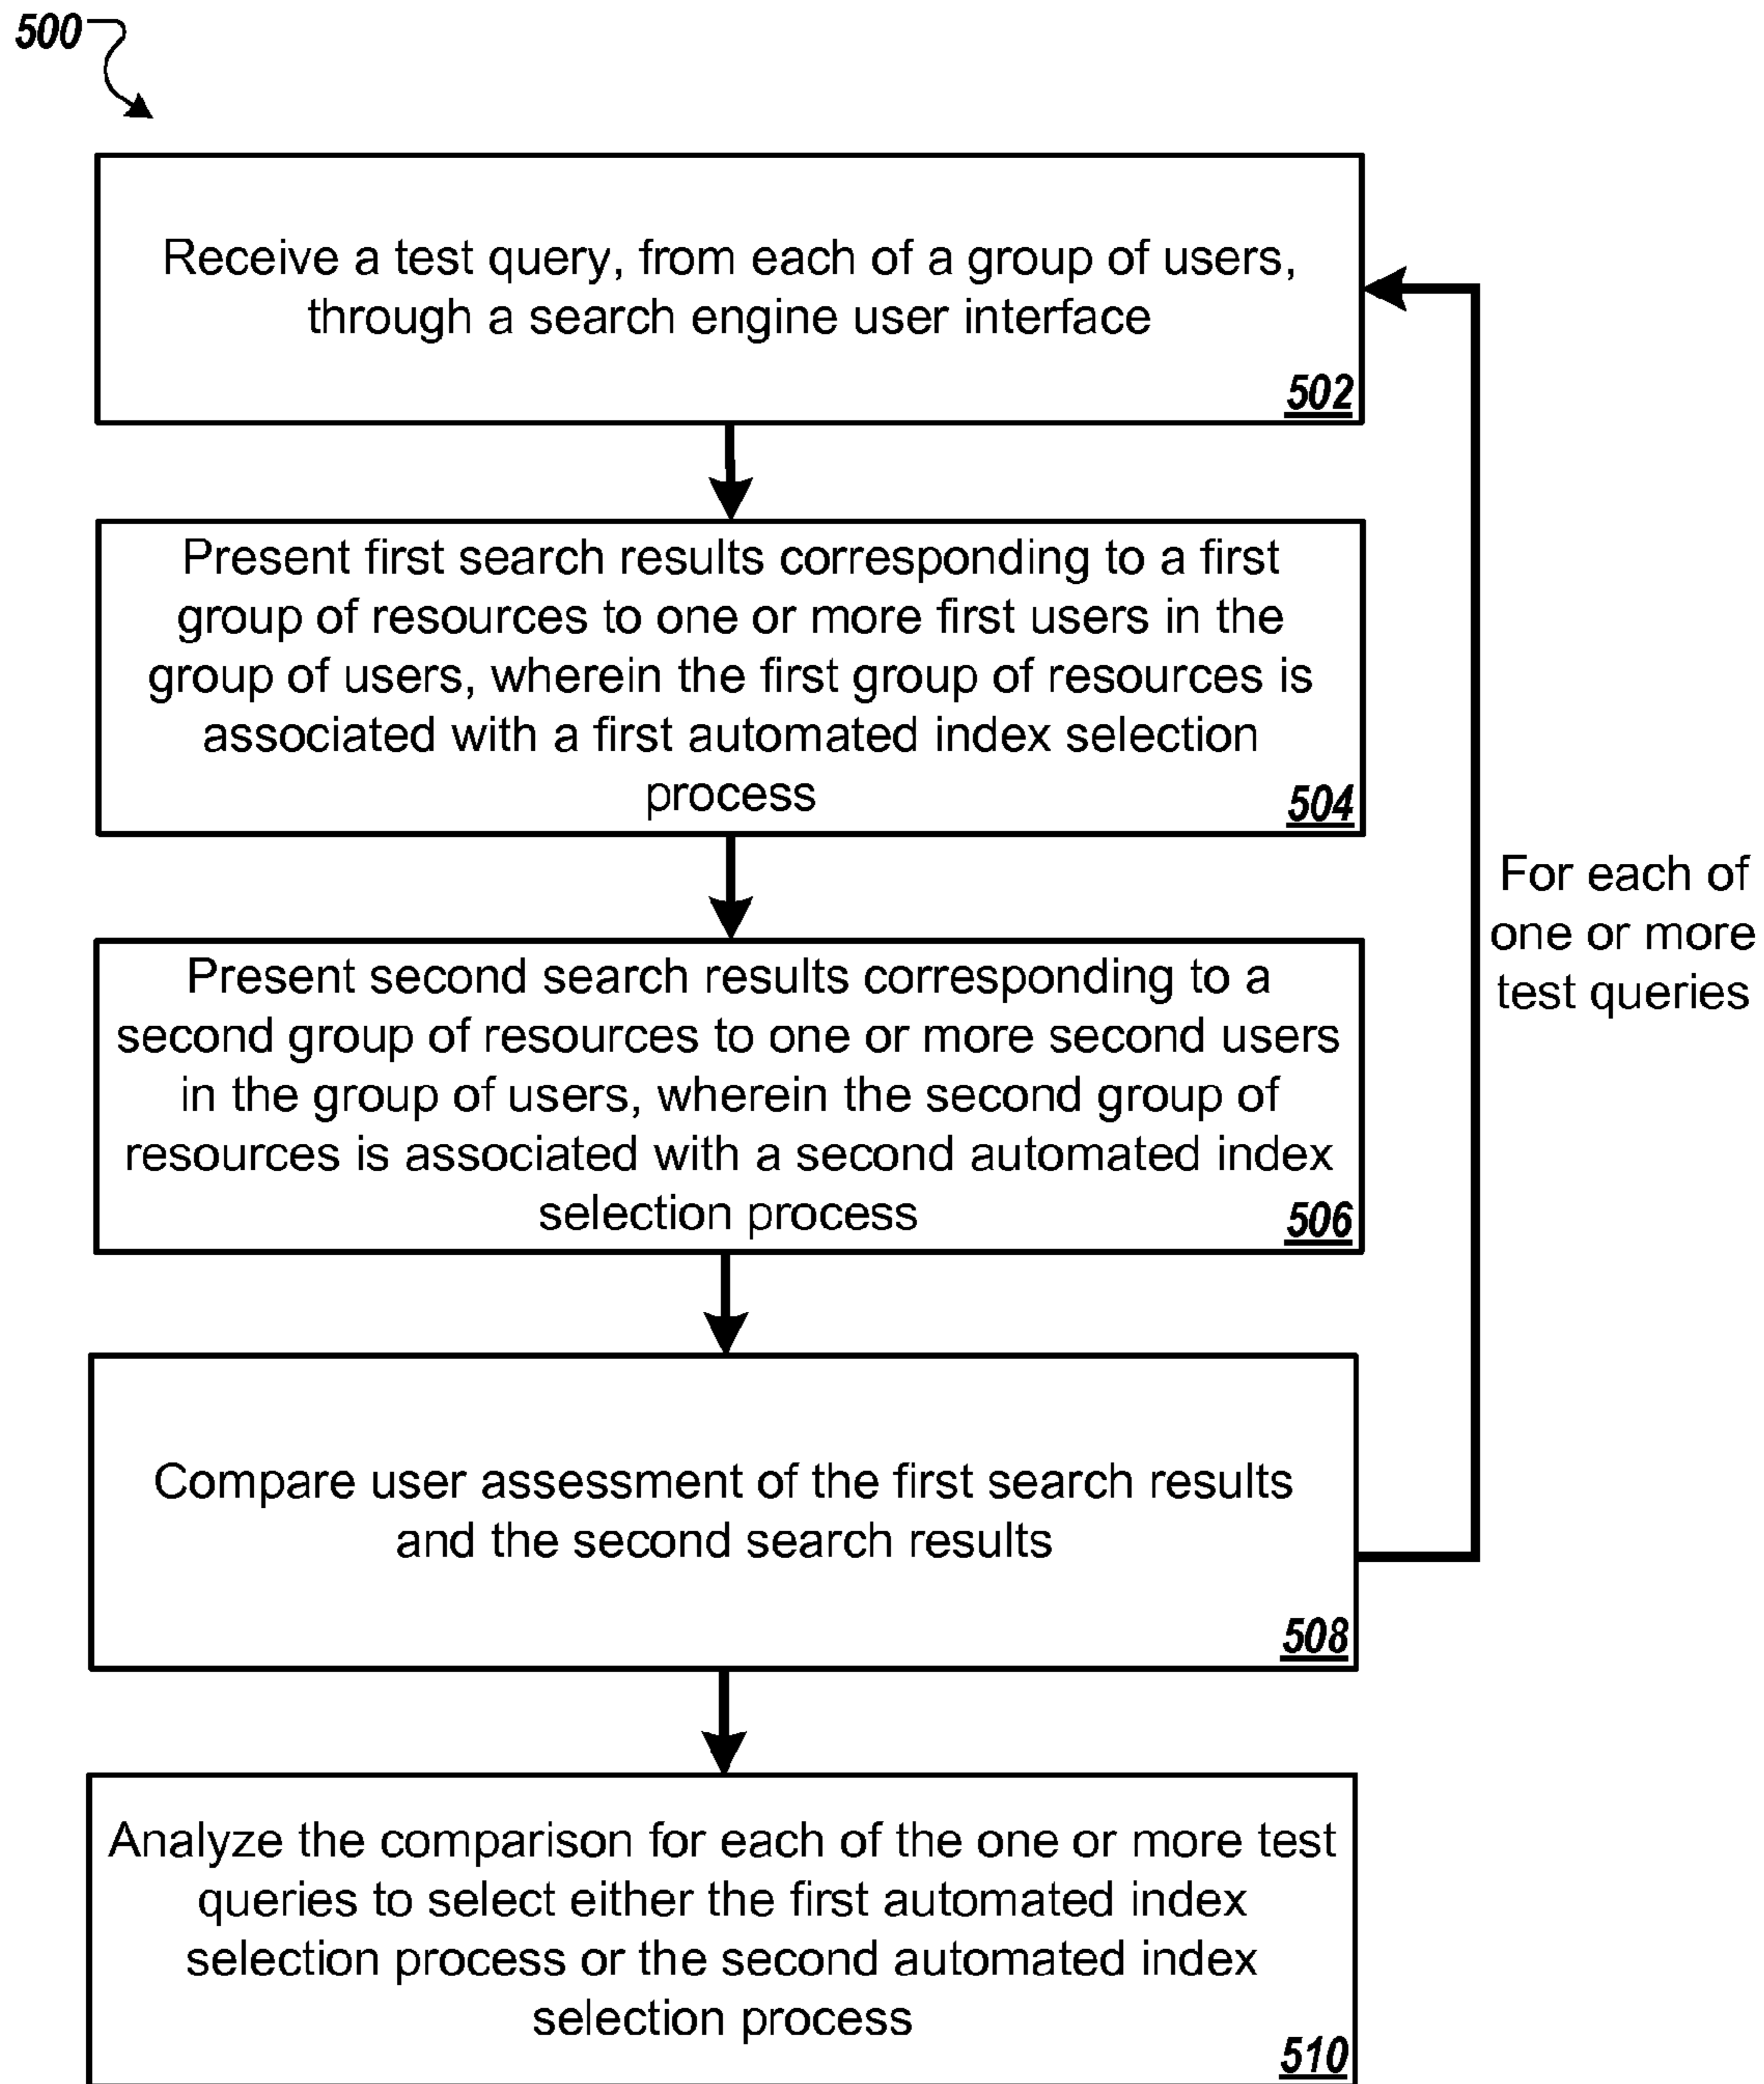 500
Receive a test query, from each of a group of users,
through a search engine user interface
502
Present first search results corresponding to a first
group of resources to one or more first users in the
group of users, wherein the first group of resources is
associated with a first automated index selection
process
504
Present second search results corresponding to a
second group of resources to one or more second users
in the group of users, wherein the second group of
resources is associated with a second automated index
selection process
506
For each of
one or more
test queries
Compare user assessment of the first search results
and the second search results
508
Analyze the comparison for each of the one or more test
queries to select either the first automated index
selection process or the second automated index
selection process
510